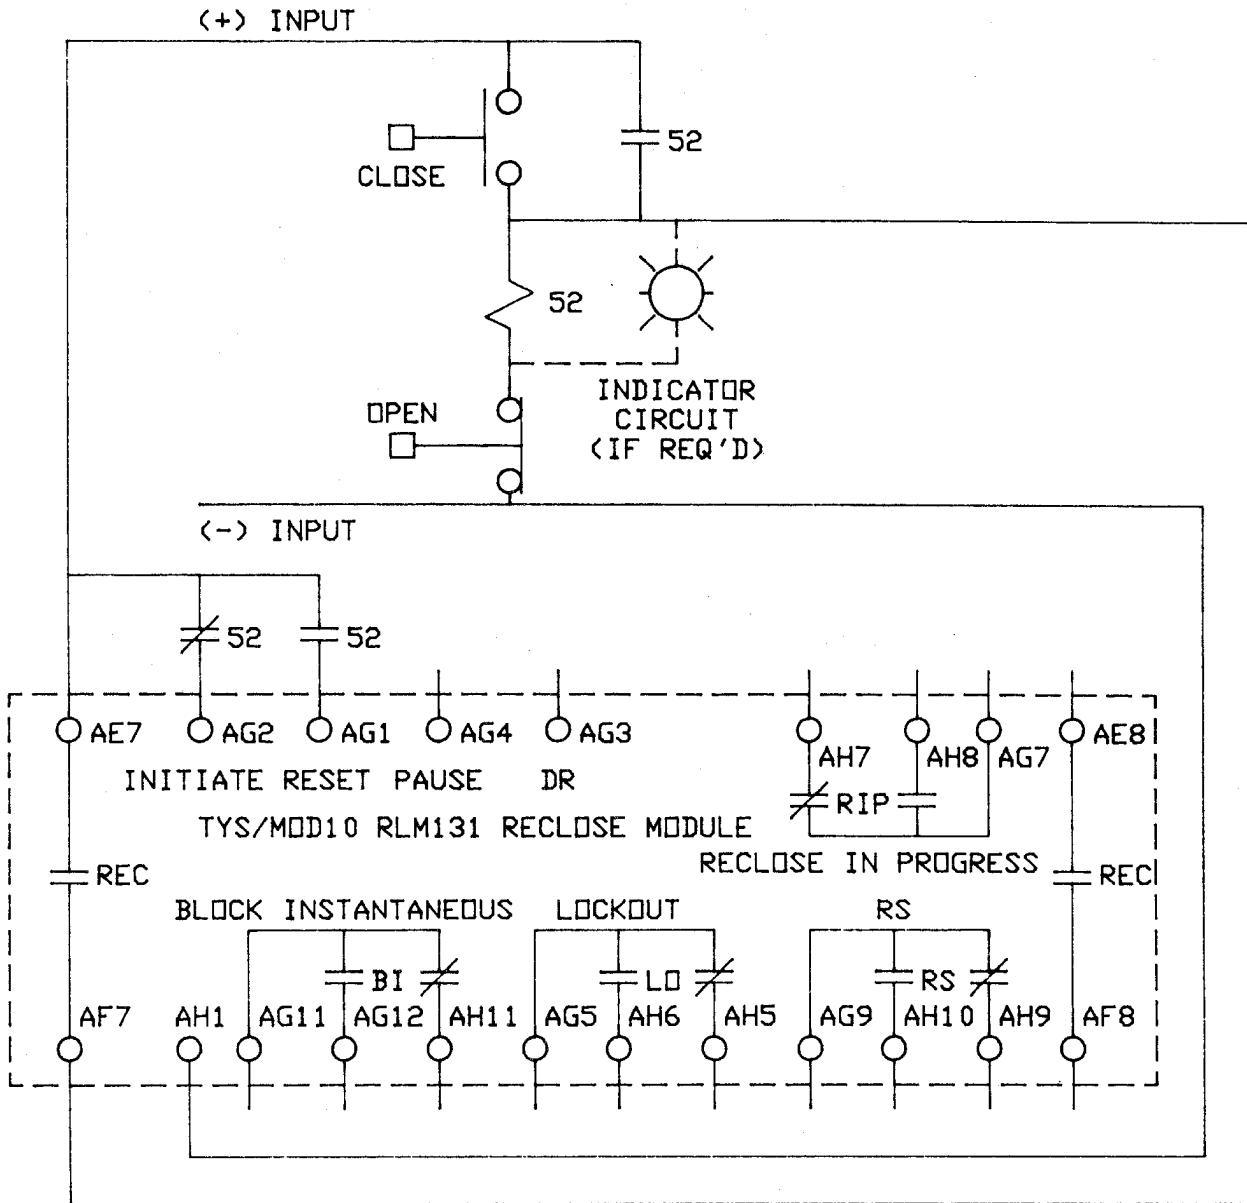 (+) INPUT
52
CLOSE
52
OPEN
INDICATOR
CIRCUIT
(IF REQ'D)
(-) INPUT
52 52
AE7 AG2 AG1 AG4 AG3 AH7 AH8 AG7 AE8
INITIATE RESET PAUSE DR
RIP
TYS/MOD10 RLM131 RECLOSE MODULE
RECLOSE IN PROGRESS
REC REC
BLOCK INSTANTANEOUS LOCKOUT RS
BI LO RS
AF7 AH1 AG11 AG12 AH11 AG5 AH6 AH5 AG9 AH10 AH9 AF8